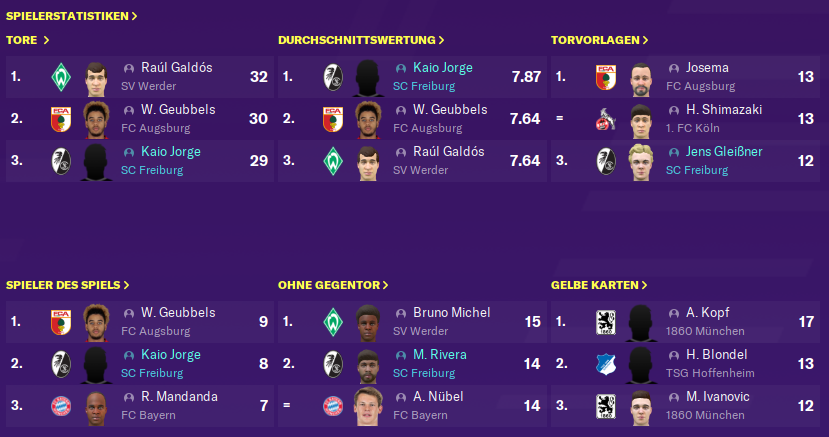 SPIELERSTATISTIKEN >
TORE >
1. Raúl Galdós 32
SV Werder
2. W. Geubbels 30
FC Augsburg
3. Kaio Jorge 29
SC Freiburg
DURCHSCHNITTSWERTUNG >
1. Kaio Jorge 7.87
SC Freiburg
2. W. Geubbels 7.64
FC Augsburg
3. Raúl Galdós 7.64
SV Werder
TORVORLAGEN >
1. Josema 13
FC Augsburg
= H. Shimazaki 13
1. FC Köln
3. Jens Gleißner 12
SC Freiburg
SPIELER DES SPIELS >
1. W. Geubbels 9
FC Augsburg
2. Kaio Jorge 8
SC Freiburg
3. R. Mandanda 7
FC Bayern
OHNE GEGENTOR >
1. Bruno Michel 15
SV Werder
2. M. Rivera 14
SC Freiburg
= A. Nübel 14
FC Bayern
GELBE KARTEN >
1. A. Kopf 17
1860 München
2. H. Blondel 13
TSG Hoffenheim
3. M. Ivanovic 12
1860 München